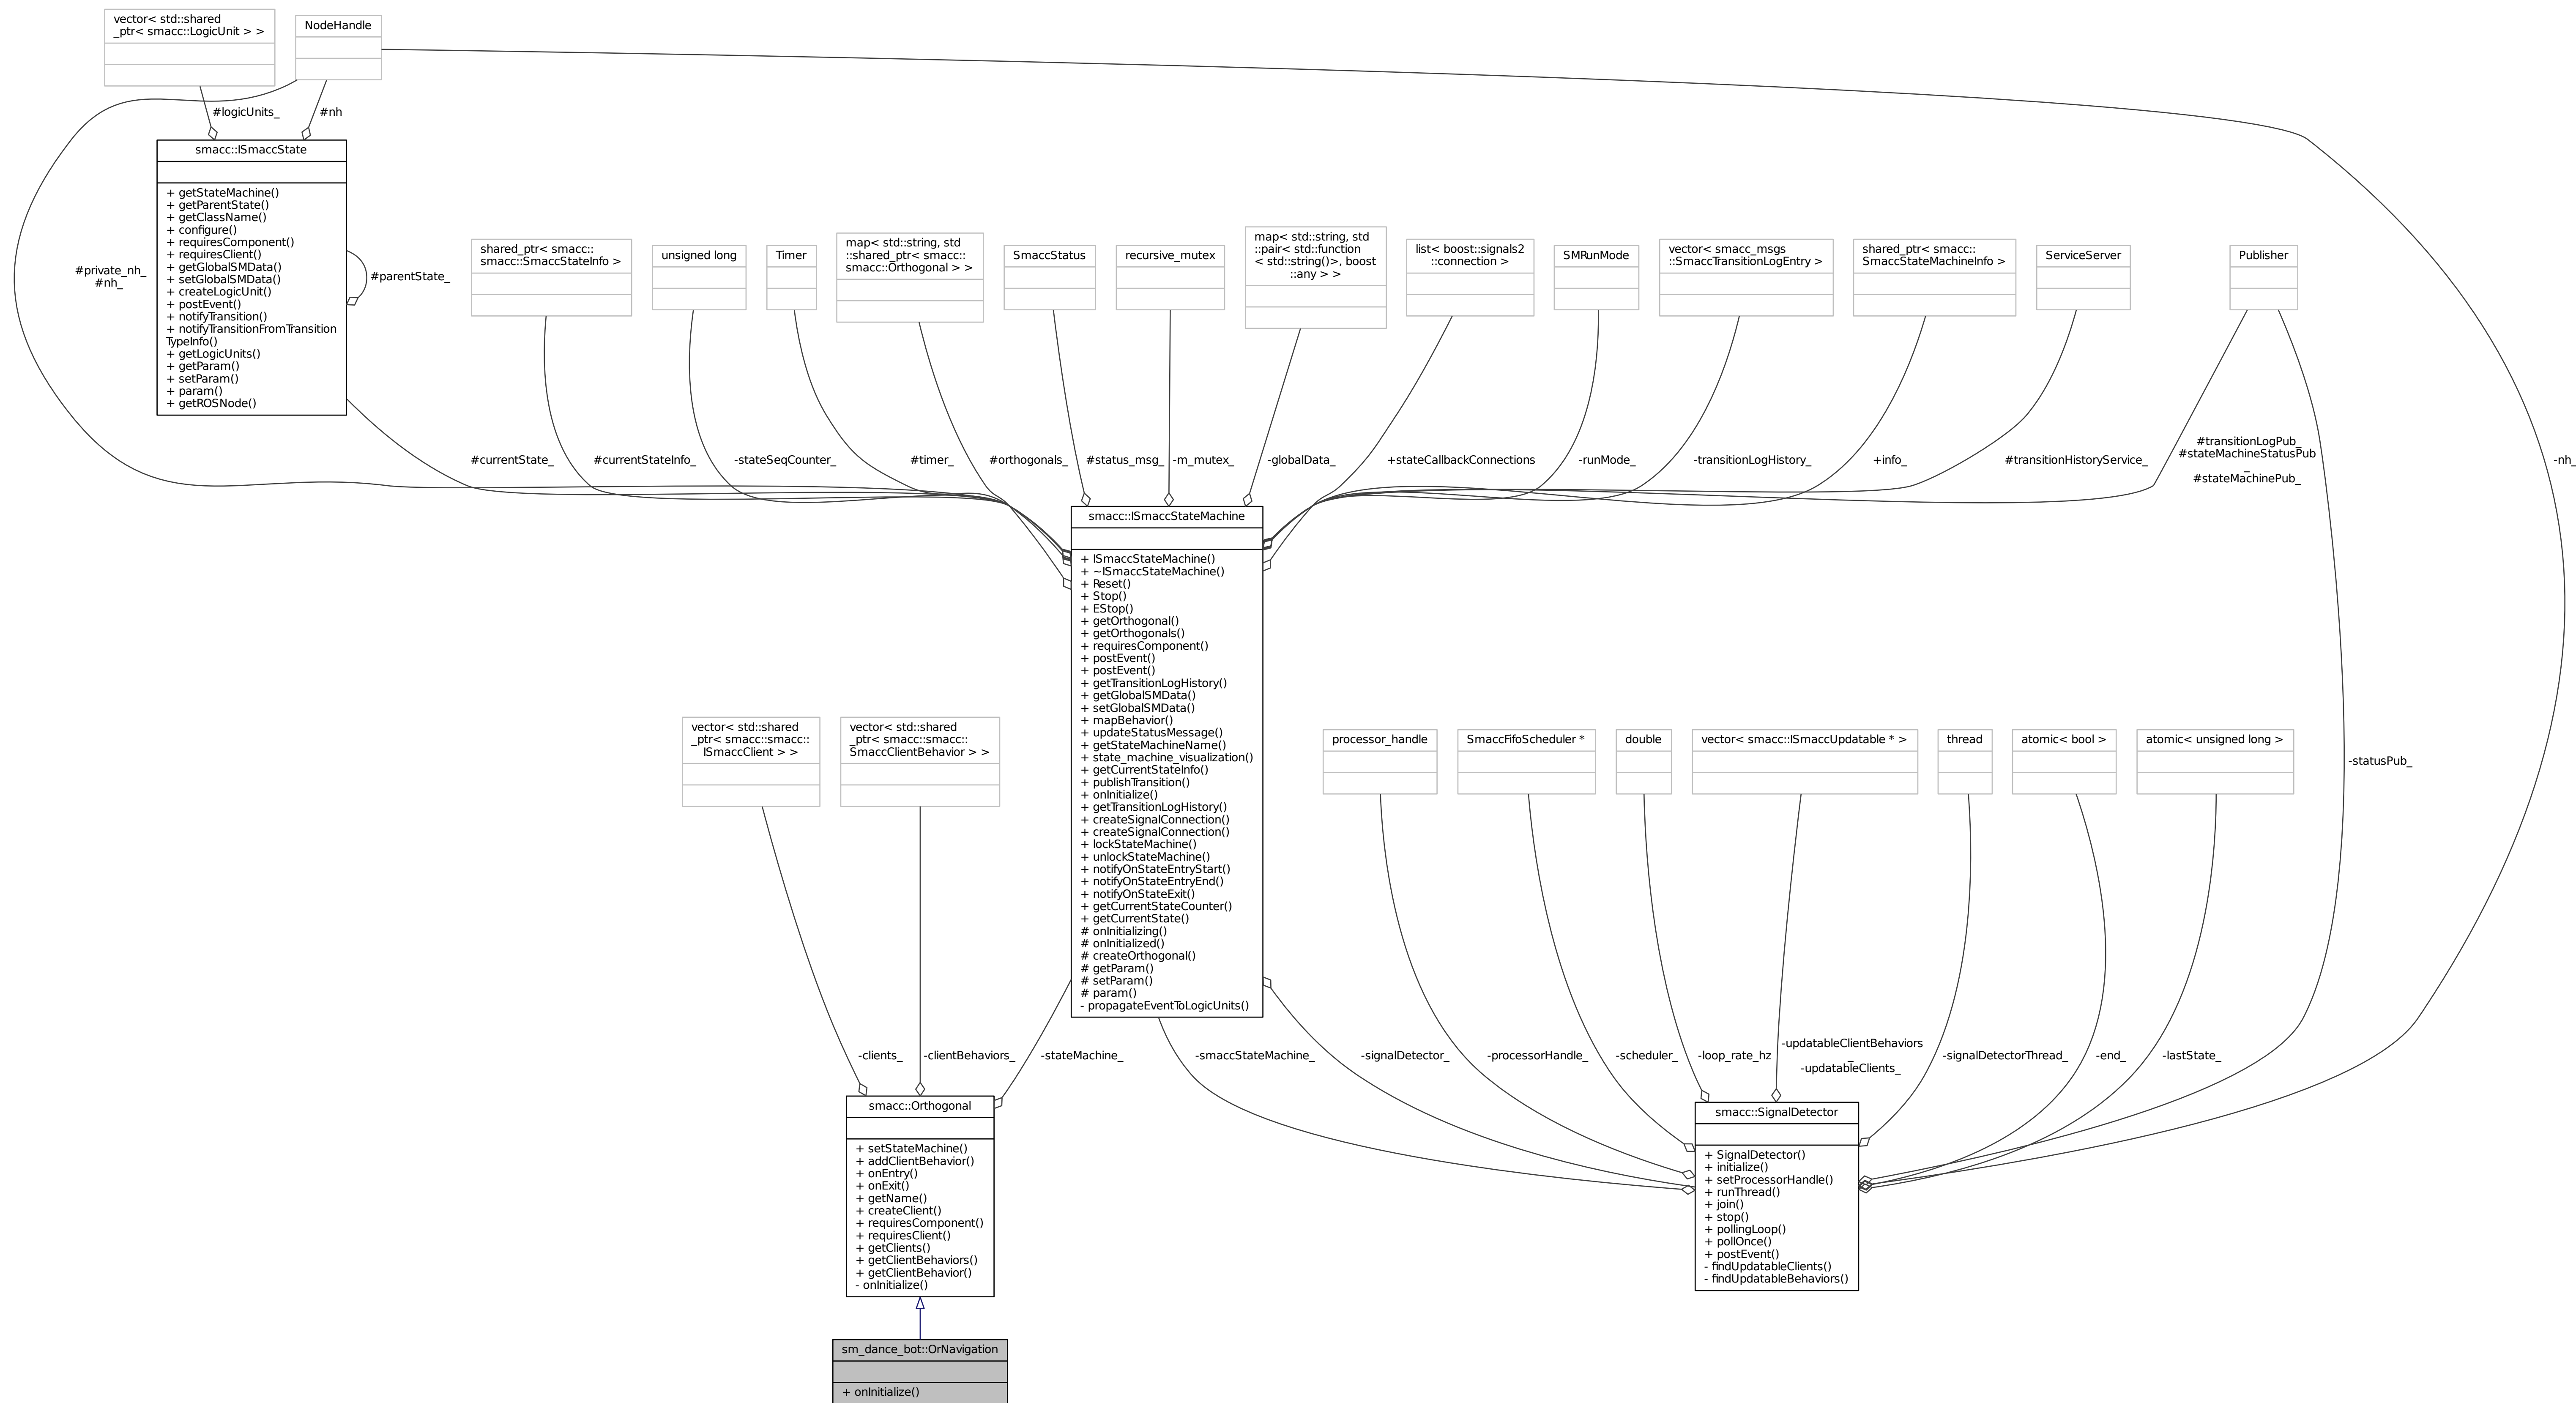 vector< std::shared
_ptr< smacc::LogicUnit > >
NodeHandle
#logicUnits_
#nh
smacc::ISmaccState
+ getStateMachine()
+ getParentState()
+ getClassName()
+ configure()
+ requiresComponent()
+ requiresClient()
+ getGlobalSMData()
+ setGlobalSMData()
+ createLogicUnit()
+ postEvent()
+ notifyTransition()
+ notifyTransitionFromTransition
TypeInfo()
+ getLogicUnits()
+ getParam()
+ setParam()
+ param()
+ getROSNode()
#private_nh_
#nh_
#parentState_
shared_ptr< smacc::
smacc::SmaccStateInfo >
unsigned long
Timer
map< std::string, std
::shared_ptr< smacc::
smacc::Orthogonal > >
SmaccStatus
recursive_mutex
map< std::string, std
::pair< std::function
< std::string()>, boost
::any > >
list< boost::signals2
::connection >
SMRunMode
vector< smacc_msgs
::SmaccTransitionLogEntry >
shared_ptr< smacc::
SmaccStateMachineInfo >
ServiceServer
Publisher
#currentState_
#currentStateInfo_
-stateSeqCounter_
#timer_
#orthogonals_
#status_msg_
-m_mutex_
-globalData_
+stateCallbackConnections
-runMode_
-transitionLogHistory_
+info_
#transitionHistoryService_
#transitionLogPub_
#stateMachineStatusPub
_
#stateMachinePub_
-nh_
smacc::ISmaccStateMachine
+ ISmaccStateMachine()
+ ~ISmaccStateMachine()
+ Reset()
+ Stop()
+ EStop()
+ getOrthogonal()
+ getOrthogonals()
+ requiresComponent()
+ postEvent()
+ postEvent()
+ getTransitionLogHistory()
+ getGlobalSMData()
+ setGlobalSMData()
+ mapBehavior()
+ updateStatusMessage()
+ getStateMachineName()
+ state_machine_visualization()
+ getCurrentStateInfo()
+ publishTransition()
+ onInitialize()
+ getTransitionLogHistory()
+ createSignalConnection()
+ createSignalConnection()
+ lockStateMachine()
+ unlockStateMachine()
+ notifyOnStateEntryStart()
+ notifyOnStateEntryEnd()
+ notifyOnStateExit()
+ getCurrentStateCounter()
+ getCurrentState()
# onInitializing()
# onInitialized()
# createOrthogonal()
# getParam()
# setParam()
# param()
- propagateEventToLogicUnits()
vector< std::shared
_ptr< smacc::smacc::
ISmaccClient > >
vector< std::shared
_ptr< smacc::smacc::
SmaccClientBehavior > >
processor_handle
SmaccFifoScheduler *
double
vector< smacc::ISmaccUpdatable * >
thread
atomic< bool >
atomic< unsigned long >
-statusPub_
-clients_
-clientBehaviors_
-stateMachine_
-smaccStateMachine_
-signalDetector_
-processorHandle_
-scheduler_
-loop_rate_hz
-updatableClientBehaviors
_
-updatableClients_
-signalDetectorThread_
-end_
-lastState_
smacc::Orthogonal
+ setStateMachine()
+ addClientBehavior()
+ onEntry()
+ onExit()
+ getName()
+ createClient()
+ requiresComponent()
+ requiresClient()
+ getClients()
+ getClientBehaviors()
+ getClientBehavior()
- onInitialize()
smacc::SignalDetector
+ SignalDetector()
+ initialize()
+ setProcessorHandle()
+ runThread()
+ join()
+ stop()
+ pollingLoop()
+ pollOnce()
+ postEvent()
- findUpdatableClients()
- findUpdatableBehaviors()
sm_dance_bot::OrNavigation
+ onInitialize()